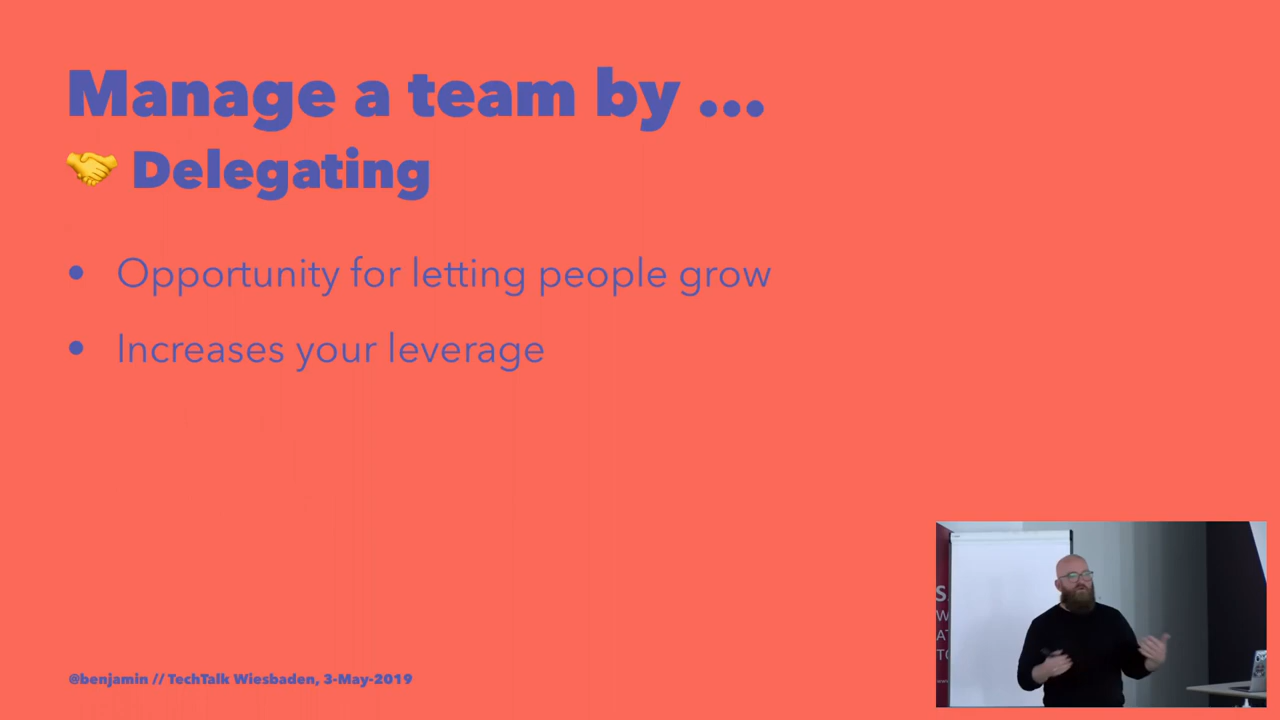 Manage a team by ...
🤝 Delegating
• Opportunity for letting people grow
• Increases your leverage
@benjamin // TechTalk Wiesbaden, 3-May-2019